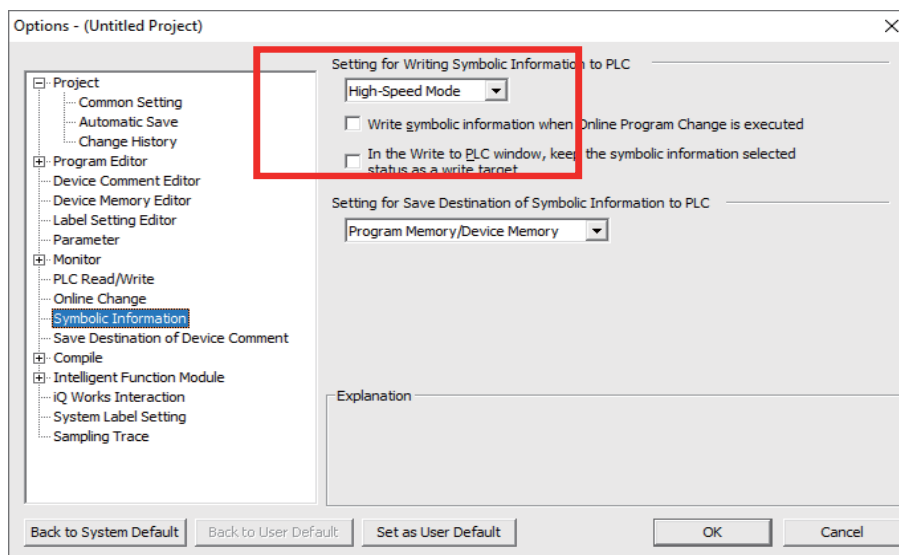 Options - (Untitled Project)
Project
Common Setting
Automatic Save
Change History
Program Editor
Device Comment Editor
Device Memory Editor
Label Setting Editor
Parameter
Monitor
PLC Read/Write
Online Change
Symbolic Information
Save Destination of Device Comment
Compile
Intelligent Function Module
iQ Works Interaction
System Label Setting
Sampling Trace
Setting for Writing Symbolic Information to PLC
High-Speed Mode
Write symbolic information when Online Program Change is executed
In the Write to PLC window, keep the symbolic information selected
status as a write target
Setting for Save Destination of Symbolic Information to PLC
Program Memory/Device Memory
Explanation
Back to System Default
Back to User Default
Set as User Default
OK
Cancel